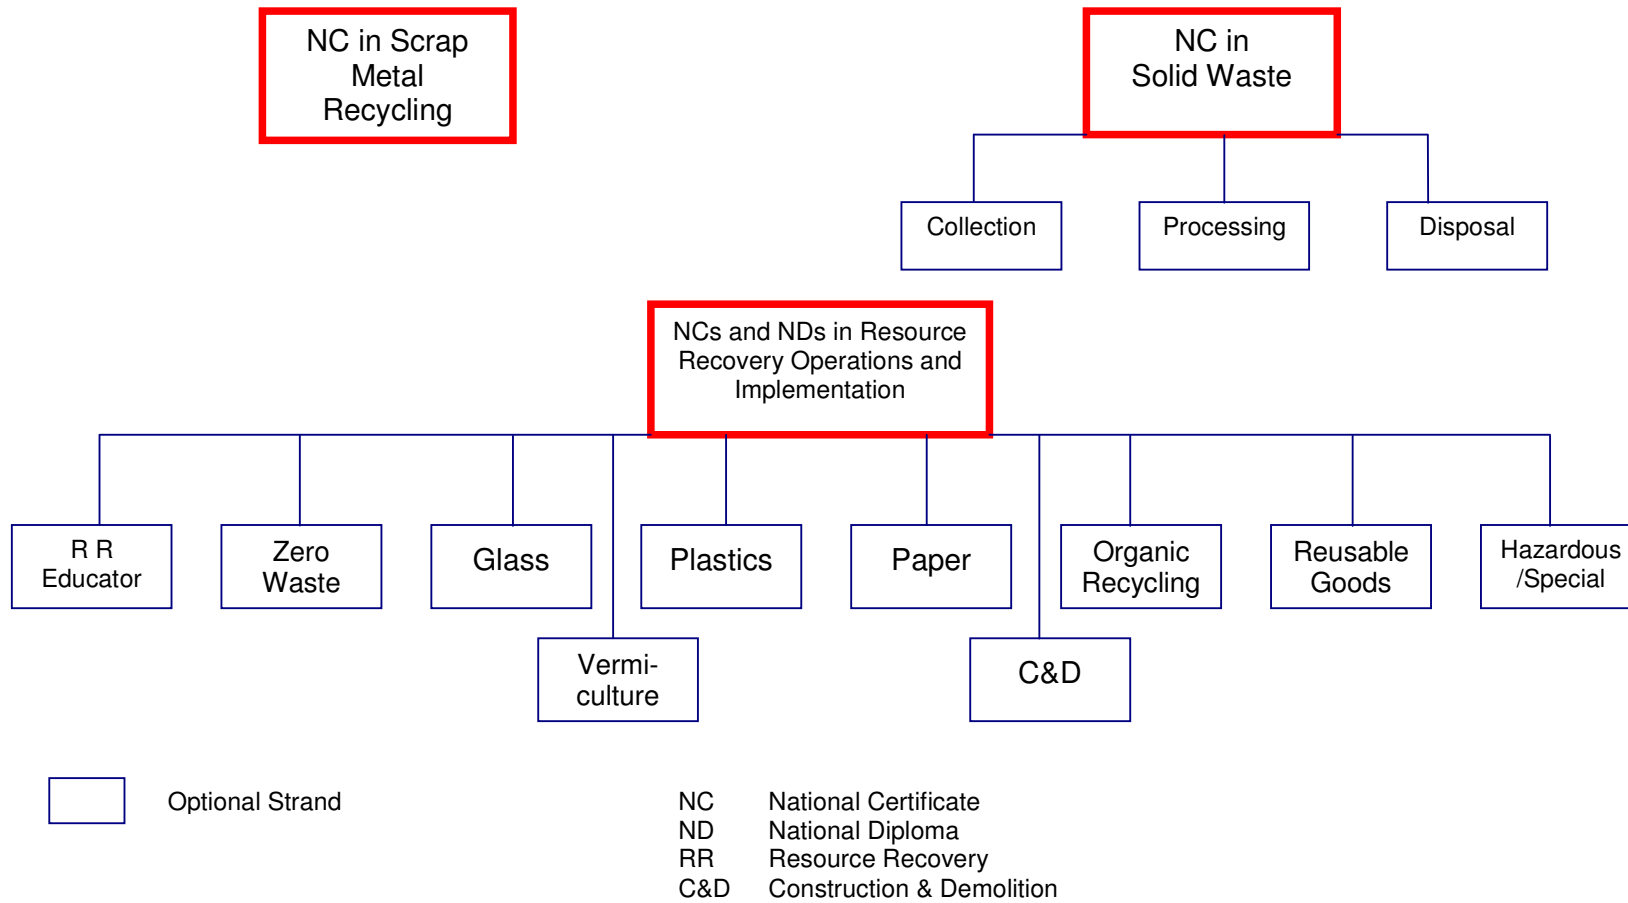 NC in Scrap
Metal
Recycling
NC in
Solid Waste
Collection
Processing
Disposal
NCs and NDs in Resource
Recovery Operations and
Implementation
R R
Educator
Zero
Waste
Glass
Plastics
Paper
Organic
Recycling
Reusable
Goods
Hazardous
/Special
Vermi-
culture
C&D
Optional Strand
NC National Certificate
ND National Diploma
RR Resource Recovery
C&D Construction & Demolition